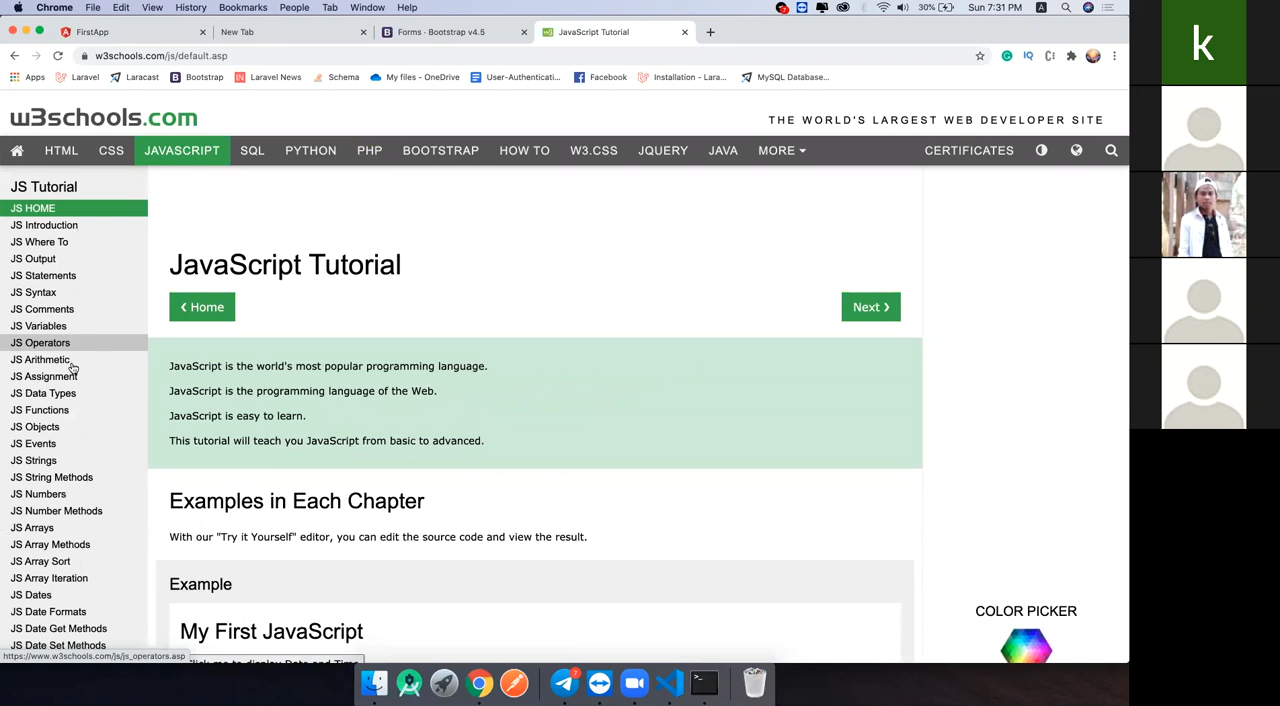 Chrome File Edit View History Bookmarks People Tab Window Help 7 30% Sun 7:31 PM A
k
FirstApp New Tab Forms · Bootstrap v4.5 JavaScript Tutorial
w3schools.com/js/default.asp
Apps Laravel Laracast Bootstrap Laravel News Schema My files - OneDrive User-Authenticati... Facebook Installation - Lara... MySQL Database...
w3schools.com THE WORLD'S LARGEST WEB DEVELOPER SITE
HTML CSS JAVASCRIPT SQL PYTHON PHP BOOTSTRAP HOW TO W3.CSS JQUERY JAVA MORE CERTIFICATES
JS Tutorial
JS HOME
JS Introduction
JS Where To
JS Output
JS Statements
JS Syntax
JS Comments
JS Variables
JS Operators
JS Arithmetic
JS Assignment
JS Data Types
JS Functions
JS Objects
JS Events
JS Strings
JS String Methods
JS Numbers
JS Number Methods
JS Arrays
JS Array Methods
JS Array Sort
JS Array Iteration
JS Dates
JS Date Formats
JS Date Get Methods
JS Date Set Methods
https://www.w3schools.com/js/js_operators.asp
JavaScript Tutorial
❮ Home Next ❯
JavaScript is the world's most popular programming language.
JavaScript is the programming language of the Web.
JavaScript is easy to learn.
This tutorial will teach you JavaScript from basic to advanced.
Examples in Each Chapter
With our "Try it Yourself" editor, you can edit the source code and view the result.
Example
My First JavaScript
Click me to display Date and Time
COLOR PICKER
7